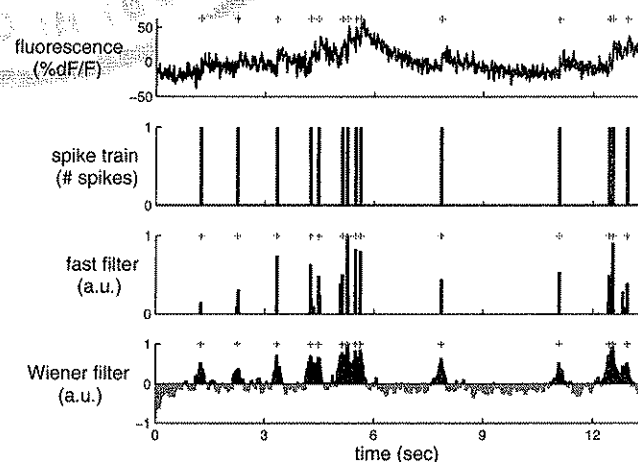 50
fluorescence
0
(%dF/F)
-50
1
spike train
(# spikes)
0
1
fast filter
(a.u.)
0
1
Wiener filter
0
(a.u.)
-1
0 3 6 9 12
time (sec)